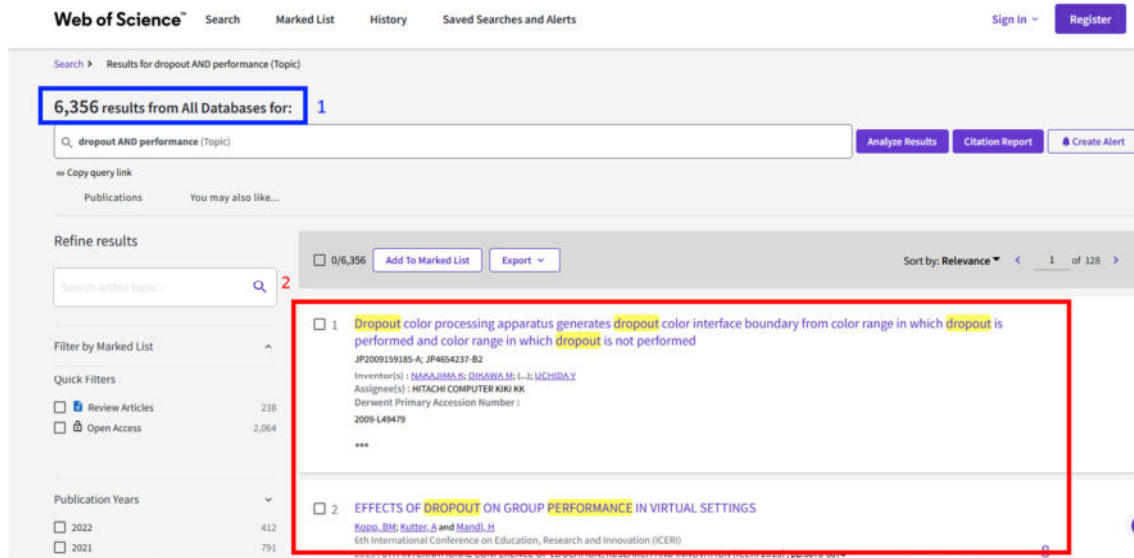 Web of Science™ Search Marked List History Saved Searches and Alerts Sign In Register
Search > Results for dropout AND performance (Topic)
6,356 results from All Databases for: 1
dropout AND performance (Topic) Analyze Results Citation Report Create Alert
Copy query link
Publications You may also like...
Refine results
0/6,356 Add To Marked List Export Sort by: Relevance < 1 of 128 >
Search within topic... 2
1 Dropout color processing apparatus generates dropout color interface boundary from color range in which dropout is
performed and color range in which dropout is not performed
Filter by Marked List
JP2009159185-A; JP4654237-B2
Inventor(s) : NAKAJIMA K; OIKAWA M; (...); UCHIDA Y
Quick Filters
Assignee(s) : HITACHI COMPUTER KIKI KK
Review Articles 238
Derwent Primary Accession Number :
Open Access 2,064
2009-L49479
•••
Publication Years
2 EFFECTS OF DROPOUT ON GROUP PERFORMANCE IN VIRTUAL SETTINGS
2022 412
Kopp, BM; Kutter, A and Mandl, H
6th International Conference on Education, Research and Innovation (ICERI)
2021 791